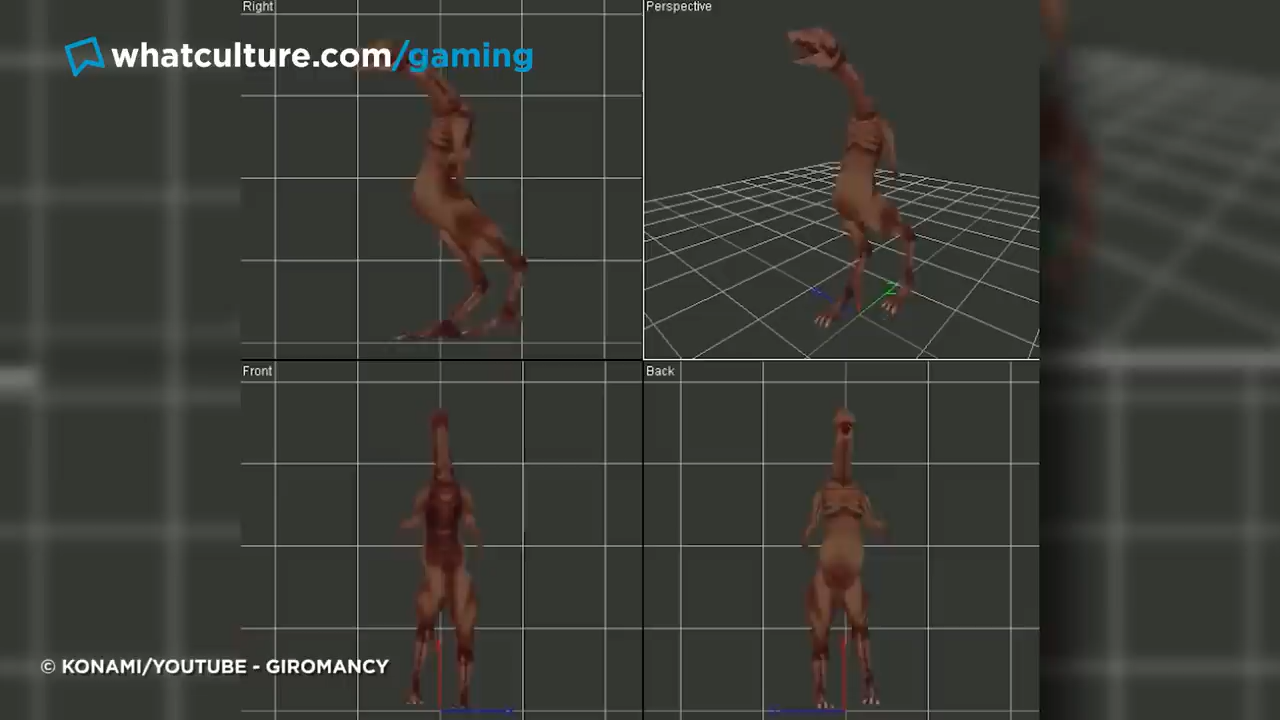 Right
Perspective
whatculture.com/gaming
Front
Back
© KONAMI/YOUTUBE - GIROMANCY